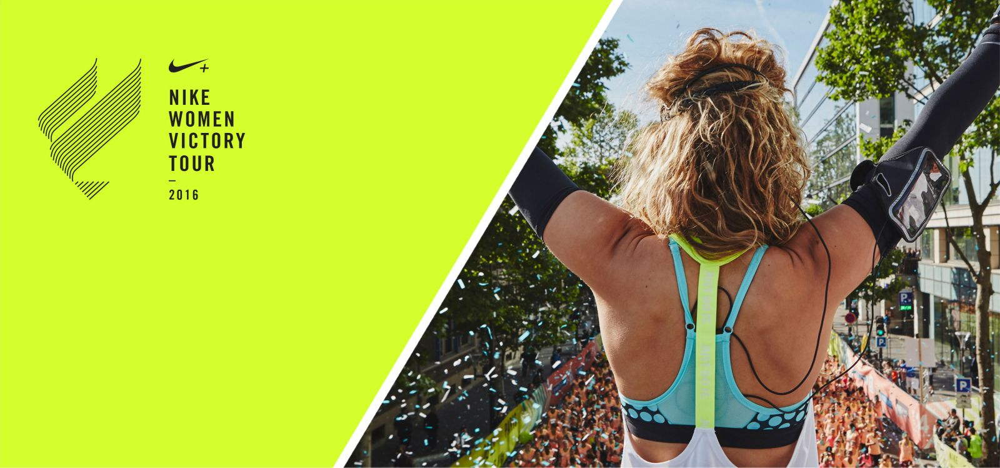 +
NIKE
WOMEN
VICTORY
TOUR
–
2016
P
P
P